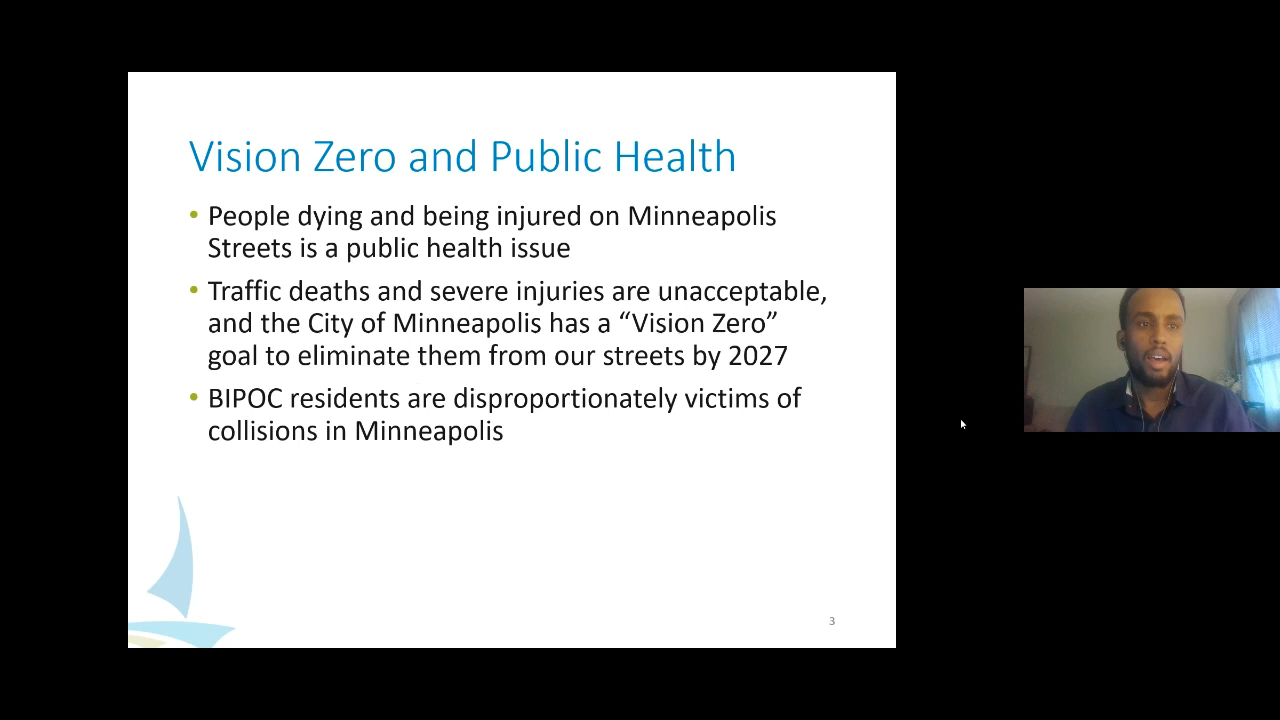 Vision Zero and Public Health
• People dying and being injured on Minneapolis
Streets is a public health issue
• Traffic deaths and severe injuries are unacceptable,
and the City of Minneapolis has a “Vision Zero”
goal to eliminate them from our streets by 2027
• BIPOC residents are disproportionately victims of
collisions in Minneapolis
3